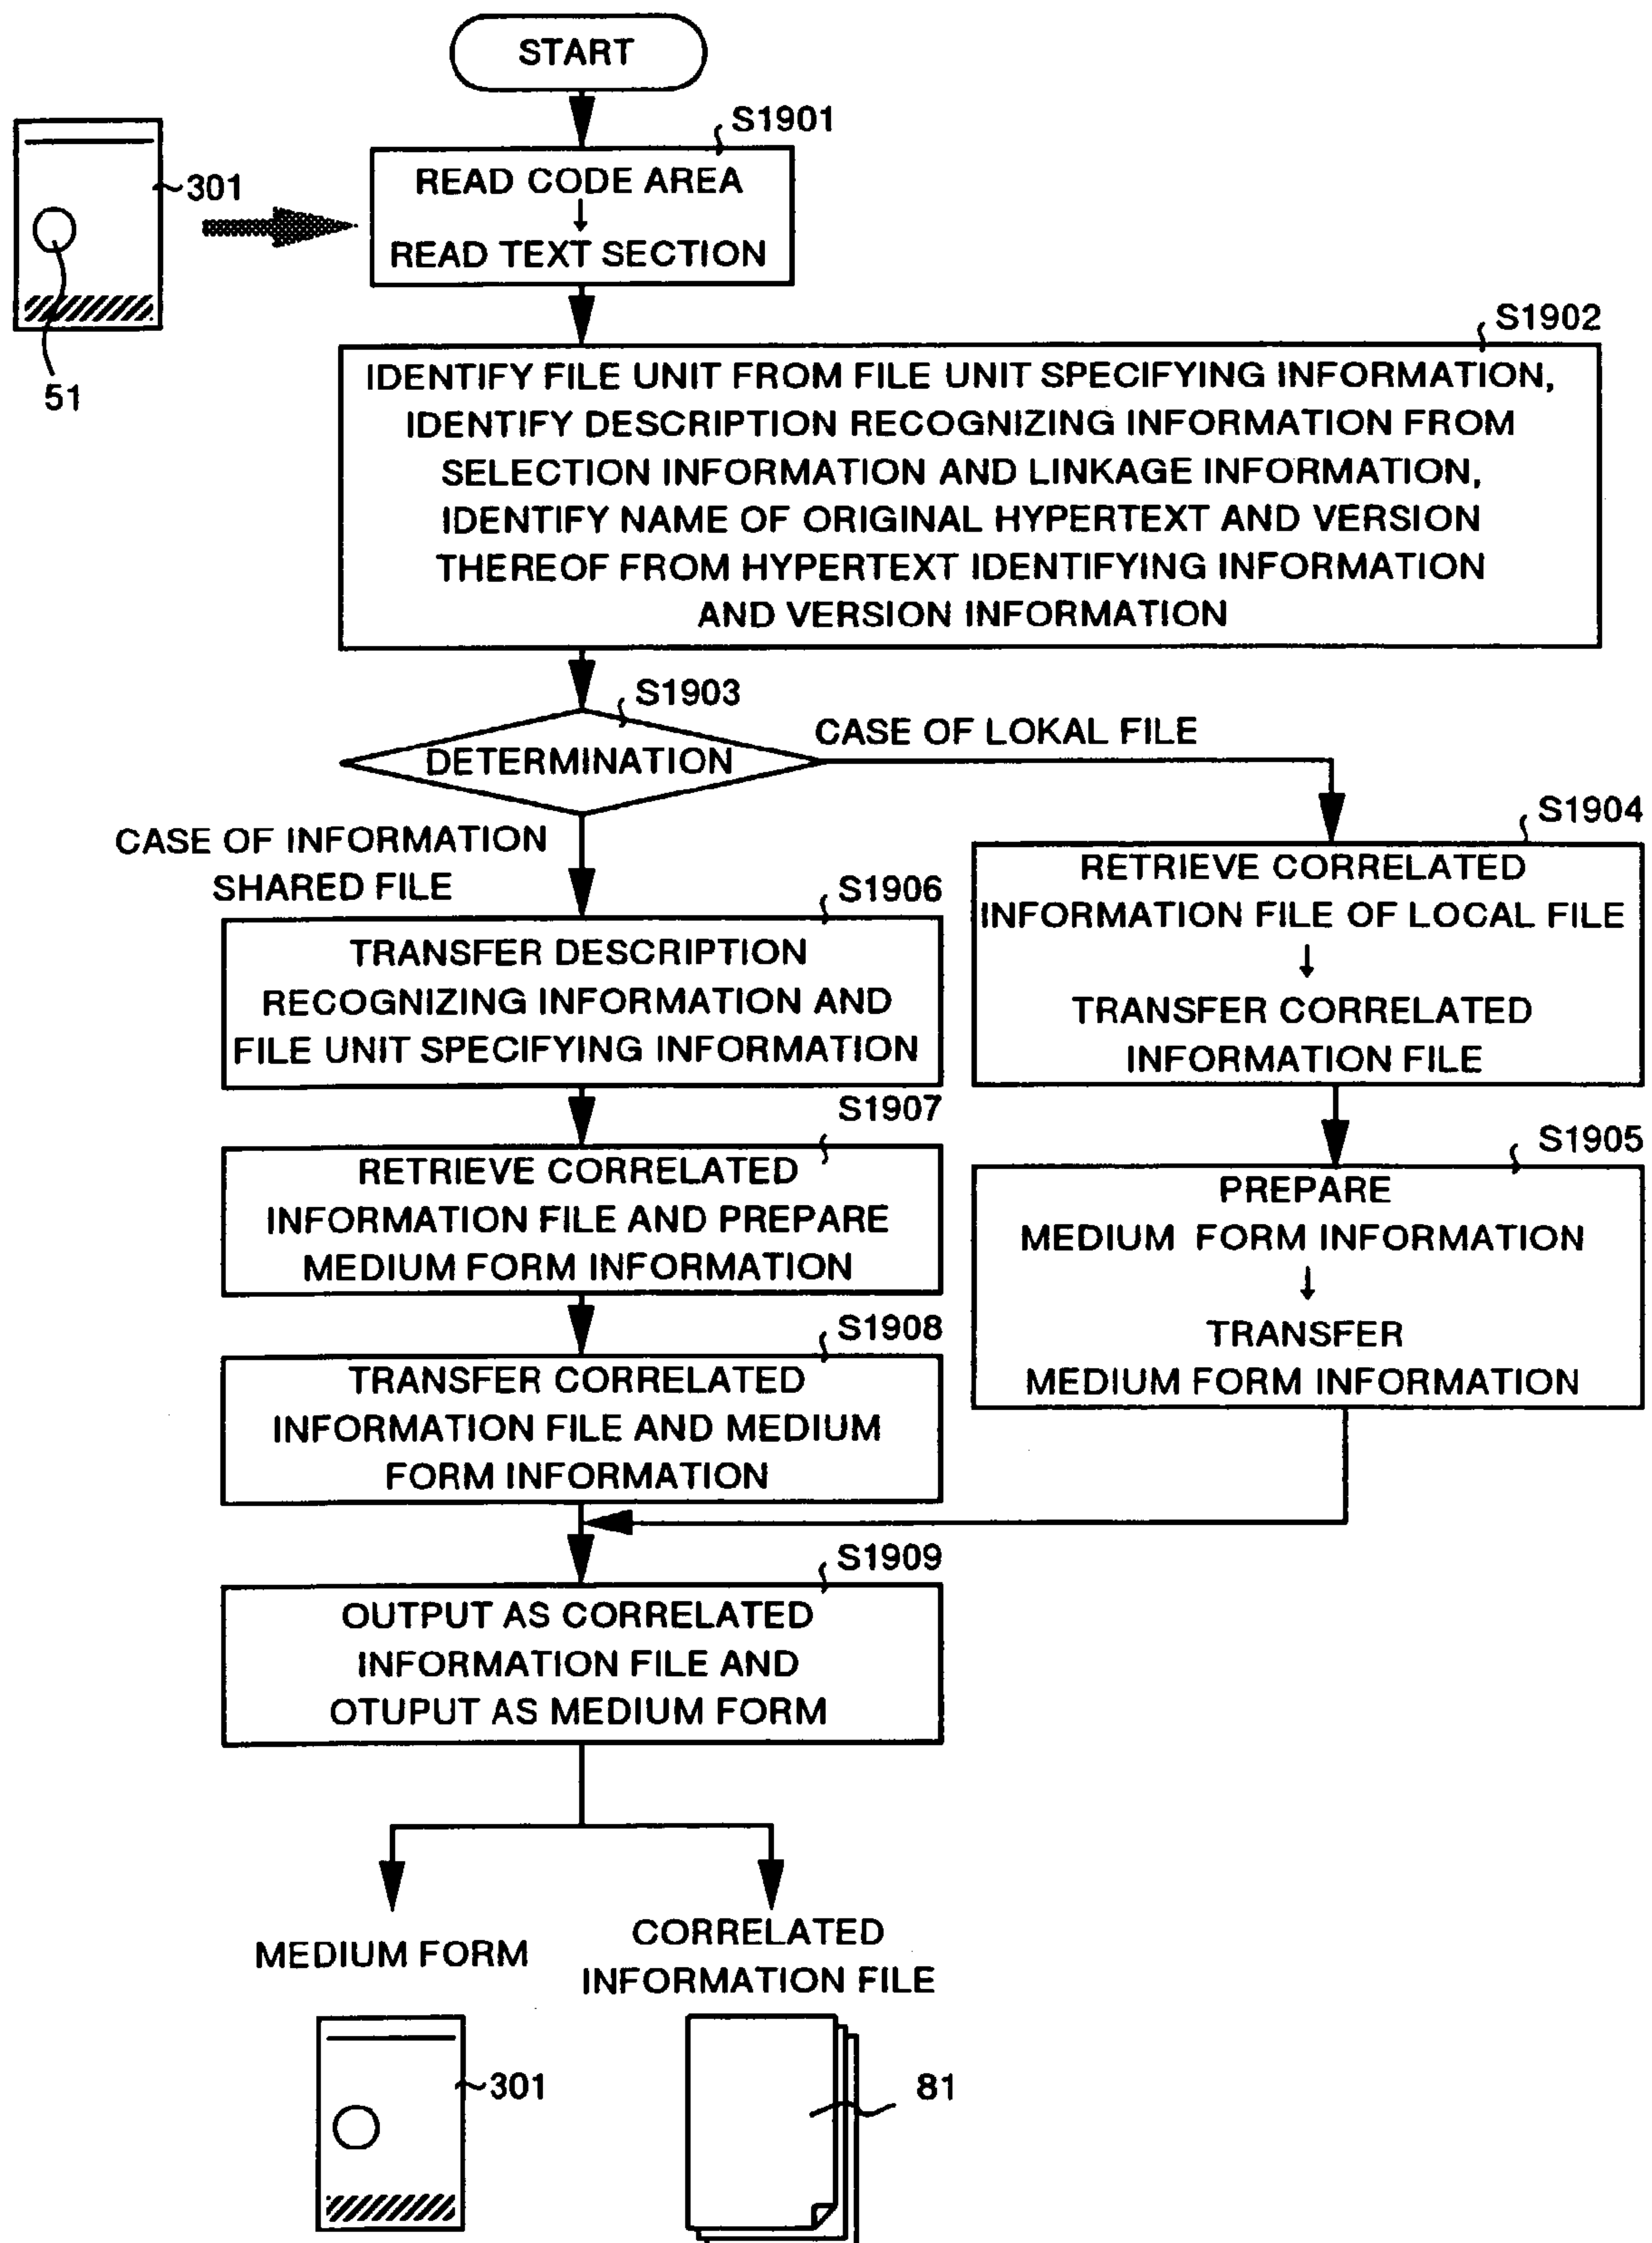 START
S1901
301
READ CODE AREA
READ TEXT SECTION
51
S1902
IDENTIFY FILE UNIT FROM FILE UNIT SPECIFYING INFORMATION,
IDENTIFY DESCRIPTION RECOGNIZING INFORMATION FROM
SELECTION INFORMATION AND LINKAGE INFORMATION,
IDENTIFY NAME OF ORIGINAL HYPERTEXT AND VERSION
THEREOF FROM HYPERTEXT IDENTIFYING INFORMATION
AND VERSION INFORMATION
S1903
DETERMINATION
CASE OF LOKAL FILE
CASE OF INFORMATION
SHARED FILE
S1904
RETRIEVE CORRELATED
INFORMATION FILE OF LOCAL FILE
TRANSFER CORRELATED
INFORMATION FILE
S1905
PREPARE
MEDIUM FORM INFORMATION
TRANSFER
MEDIUM FORM INFORMATION
S1906
TRANSFER DESCRIPTION
RECOGNIZING INFORMATION AND
FILE UNIT SPECIFYING INFORMATION
S1907
RETRIEVE CORRELATED
INFORMATION FILE AND PREPARE
MEDIUM FORM INFORMATION
S1908
TRANSFER CORRELATED
INFORMATION FILE AND MEDIUM
FORM INFORMATION
S1909
OUTPUT AS CORRELATED
INFORMATION FILE AND
OTUPUT AS MEDIUM FORM
MEDIUM FORM
CORRELATED
INFORMATION FILE
301
81